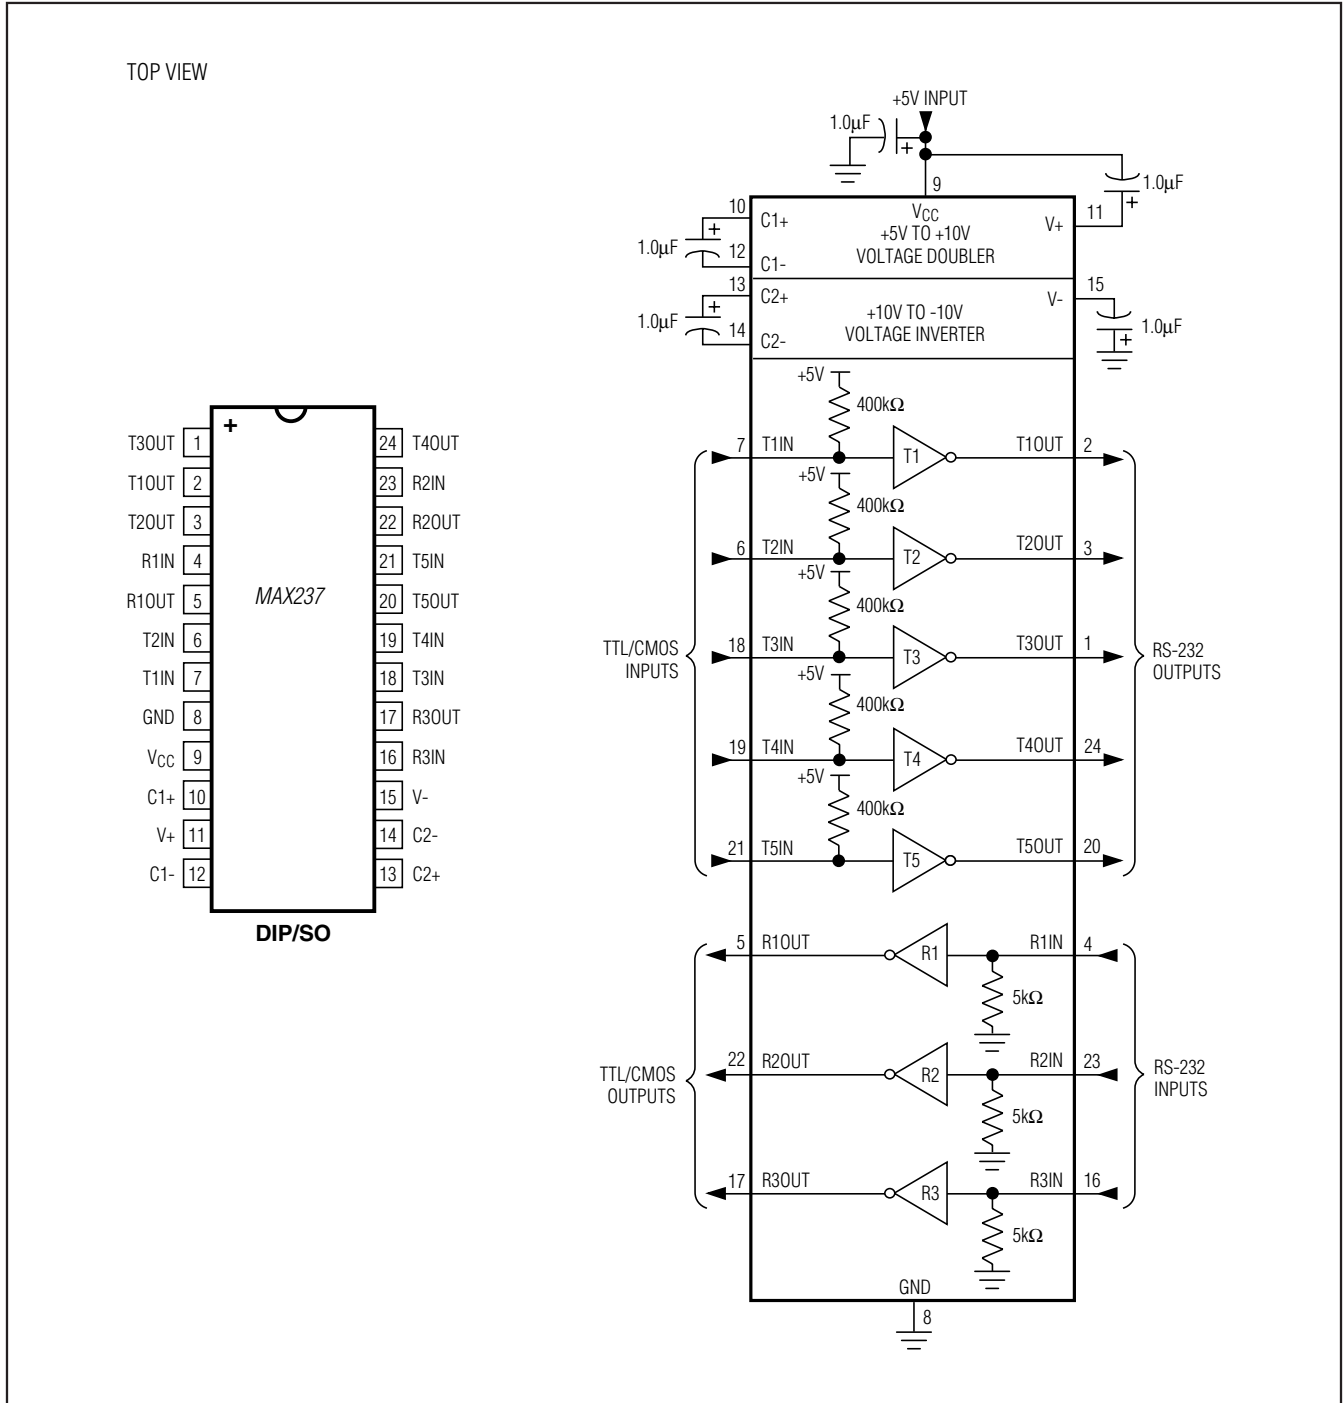 TOP VIEW
+
T3OUT 1
T1OUT 2
T2OUT 3
R1IN 4
R1OUT 5
T2IN 6
T1IN 7
GND 8
VCC 9
C1+ 10
V+ 11
C1- 12
MAX237
24 T4OUT
23 R2IN
22 R2OUT
21 T5IN
20 T5OUT
19 T4IN
18 T3IN
17 R3OUT
16 R3IN
15 V-
14 C2-
13 C2+
DIP/SO
+5V INPUT
1.0µF
+
9
1.0µF
+
10
C1+
VCC
+5V TO +10V
VOLTAGE DOUBLER
V+
11
+
1.0µF
12
C1-
13
C2+
+10V TO -10V
VOLTAGE INVERTER
V-
15
+
1.0µF
14
C2-
1.0µF
+
+5V
400kΩ
7 T1IN T1 T1OUT 2
+5V
400kΩ
6 T2IN T2 T2OUT 3
+5V
400kΩ
TTL/CMOS
INPUTS
18 T3IN T3 T3OUT 1
RS-232
OUTPUTS
+5V
400kΩ
19 T4IN T4 T4OUT 24
+5V
400kΩ
21 T5IN T5 T5OUT 20
5 R1OUT R1 R1IN 4
5kΩ
TTL/CMOS
OUTPUTS
22 R2OUT R2 R2IN 23
RS-232
INPUTS
5kΩ
17 R3OUT R3 R3IN 16
5kΩ
GND
8